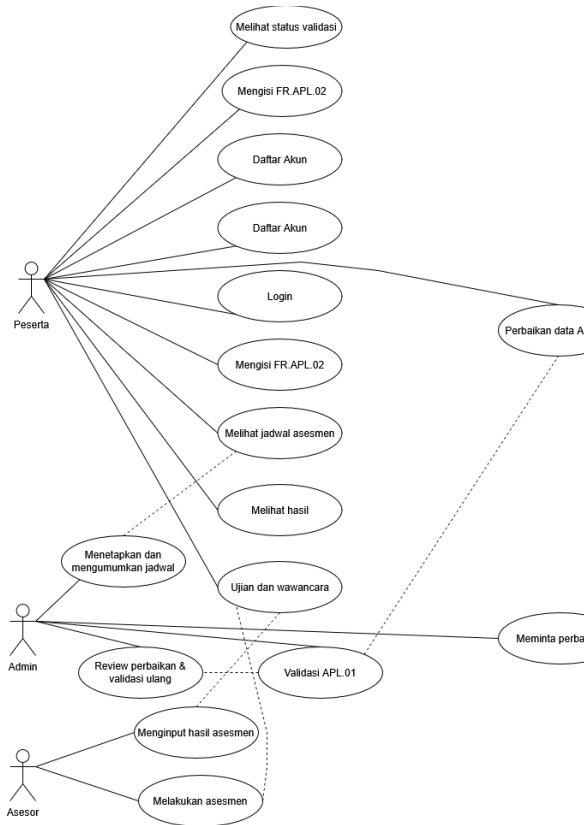 Melihat status validasi
Mengisi FR.APL.02
Daftar Akun
Daftar Akun
Peserta
Login
Perbaikan data A
Mengisi FR.APL.02
Melihat jadwal asesmen
Melihat hasil
Menetapkan dan
mengumumkan jadwal
Ujian dan wawancara
Admin
Meminta perba
Review perbaikan &
validasi ulang
Validasi APL.01
Menginput hasil asesmen
Asesor
Melakukan asesmen